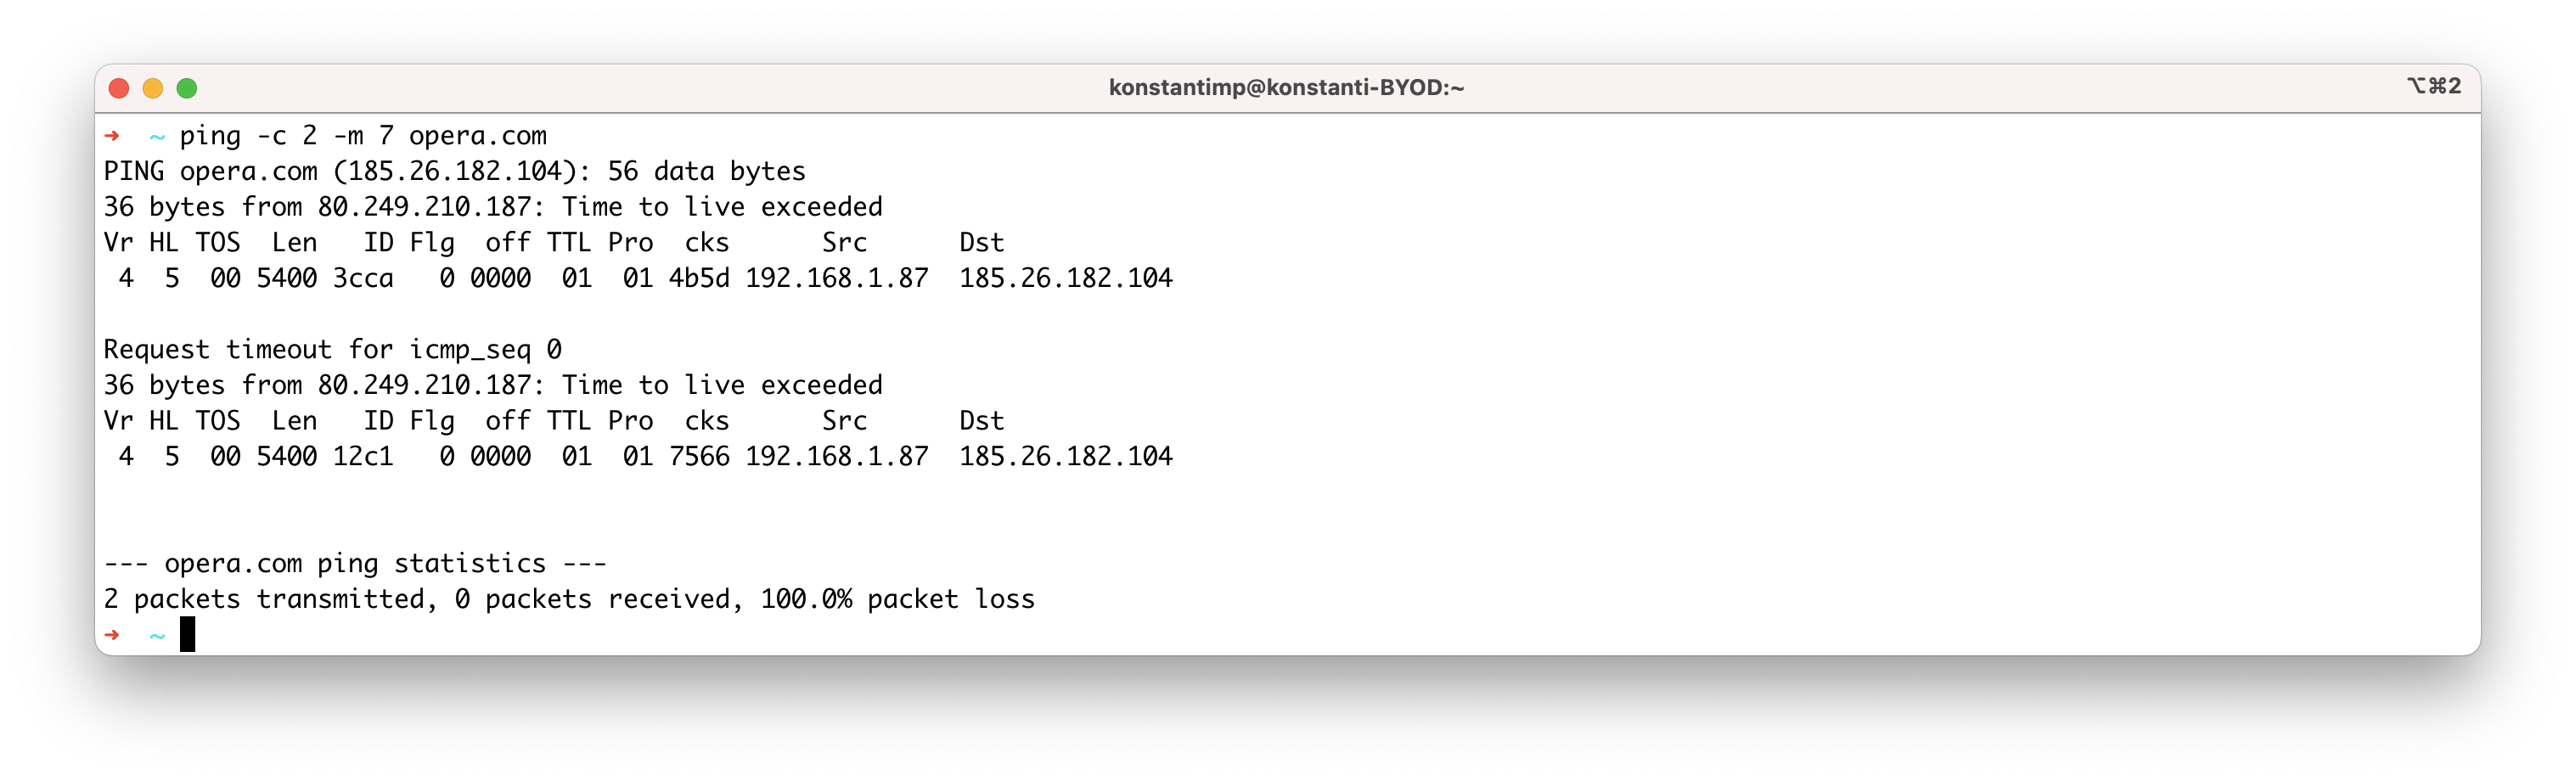 konstantimp@konstanti-BYOD:~ ⌥⌘2
➜ ~ ping -c 2 -m 7 opera.com
PING opera.com (185.26.182.104): 56 data bytes
36 bytes from 80.249.210.187: Time to live exceeded
Vr HL TOS  Len   ID Flg  off TTL Pro  cks      Src      Dst
 4  5  00 5400 3cca   0 0000  01  01 4b5d 192.168.1.87  185.26.182.104
Request timeout for icmp_seq 0
36 bytes from 80.249.210.187: Time to live exceeded
Vr HL TOS  Len   ID Flg  off TTL Pro  cks      Src      Dst
 4  5  00 5400 12c1   0 0000  01  01 7566 192.168.1.87  185.26.182.104
--- opera.com ping statistics ---
2 packets transmitted, 0 packets received, 100.0% packet loss
➜ ~